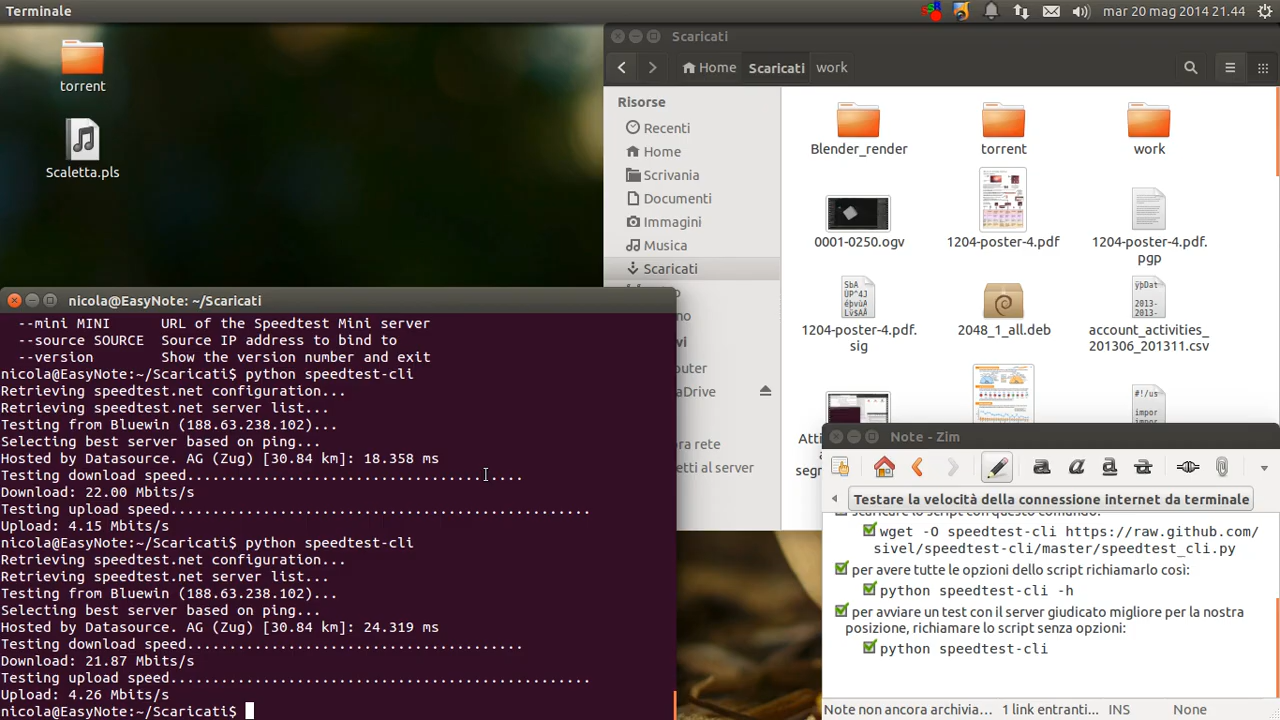 Terminale
mar 20 mag 2014 21.44
torrent
Scaletta.pls
Scaricati
Home
Scaricati
work
Risorse
Recenti
Home
Scrivania
Documenti
Immagini
Musica
Scaricati
Blender_render
torrent
work
0001-0250.ogv
1204-poster-4.pdf
1204-poster-4.pdf.
pgp
1204-poster-4.pdf.
sig
2048_1_all.deb
account_activities_
201306_201311.csv
nicola@EasyNote: ~/Scaricati
--mini MINI URL of the Speedtest Mini server
--source SOURCE Source IP address to bind to
--version Show the version number and exit
nicola@EasyNote:~/Scaricati$ python speedtest-cli
Retrieving speedtest.net configuration...
Retrieving speedtest.net server list...
Testing from Bluewin (188.63.238.102)...
Selecting best server based on ping...
Hosted by Datasource. AG (Zug) [30.84 km]: 18.358 ms
Testing download speed........................................
Download: 22.00 Mbits/s
Testing upload speed..................................................
Upload: 4.15 Mbits/s
nicola@EasyNote:~/Scaricati$ python speedtest-cli
Retrieving speedtest.net configuration...
Retrieving speedtest.net server list...
Testing from Bluewin (188.63.238.102)...
Selecting best server based on ping...
Hosted by Datasource. AG (Zug) [30.84 km]: 24.319 ms
Testing download speed........................................
Download: 21.87 Mbits/s
Testing upload speed..................................................
Upload: 4.26 Mbits/s
nicola@EasyNote:~/Scaricati$
Note - Zim
Testare la velocità della connessione internet da terminale
scaricare lo script con questo comando:
wget -O speedtest-cli https://raw.github.com/
sivel/speedtest-cli/master/speedtest_cli.py
per avere tutte le opzioni dello script richiamarlo così:
python speedtest-cli -h
per avviare un test con il server giudicato migliore per la nostra
posizione, richiamare lo script senza opzioni:
python speedtest-cli
Note non ancora archivia...
1 link entranti...
INS
None